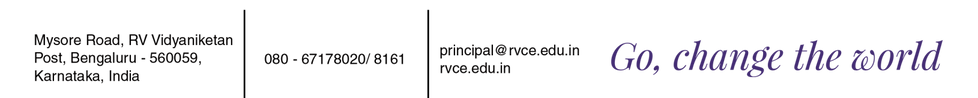 Mysore Road, RV Vidyaniketan
Post, Bengaluru - 560059,
Karnataka, India
080 - 67178020/ 8161
principal@rvce.edu.in
rvce.edu.in
Go, change the world